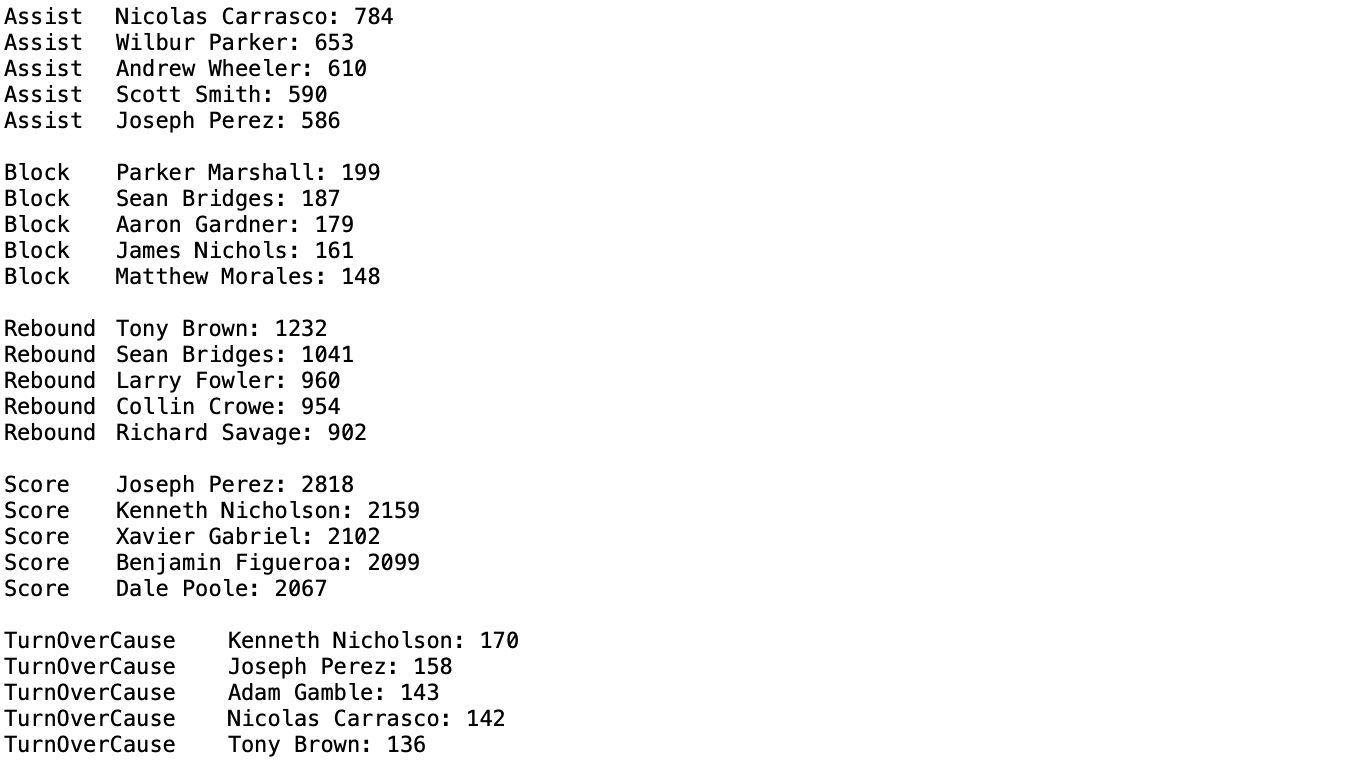 Assist Nicolas Carrasco: 784
Assist Wilbur Parker: 653
Assist Andrew Wheeler: 610
Assist Scott Smith: 590
Assist Joseph Perez: 586

Block Parker Marshall: 199
Block Sean Bridges: 187
Block Aaron Gardner: 179
Block James Nichols: 161
Block Matthew Morales: 148

Rebound Tony Brown: 1232
Rebound Sean Bridges: 1041
Rebound Larry Fowler: 960
Rebound Collin Crowe: 954
Rebound Richard Savage: 902

Score Joseph Perez: 2818
Score Kenneth Nicholson: 2159
Score Xavier Gabriel: 2102
Score Benjamin Figueroa: 2099
Score Dale Poole: 2067

TurnOverCause Kenneth Nicholson: 170
TurnOverCause Joseph Perez: 158
TurnOverCause Adam Gamble: 143
TurnOverCause Nicolas Carrasco: 142
TurnOverCause Tony Brown: 136